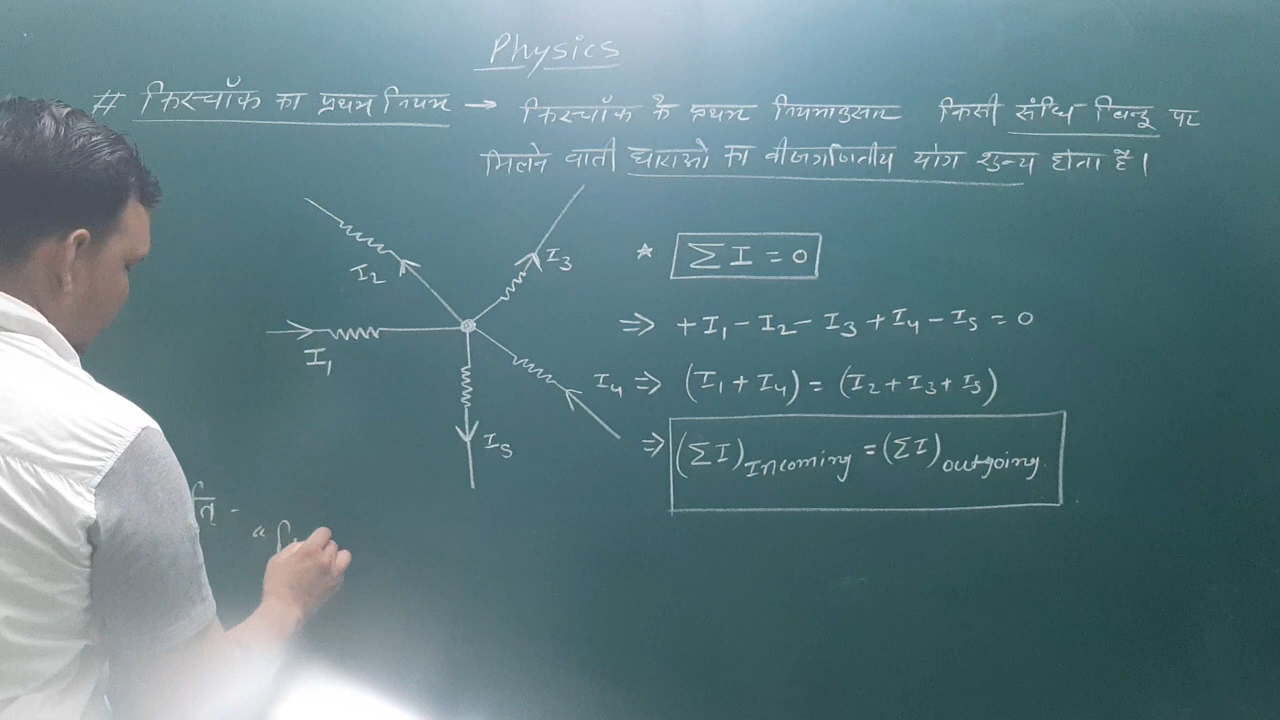 Physics
# किरचॉफ का प्रथम नियम → किरचॉफ के प्रथम नियमानुसार किसी संधि बिन्दू पर
मिलने वाली धाराओ का बीजगणितीय योग शुन्य होता है।
I₂
I₃
I₁
I₄
I₅
* ΣI = 0
⇒ +I₁ - I₂ - I₃ + I₄ - I₅ = 0
⇒ (I₁ + I₄) = (I₂ + I₃ + I₅)
⇒ (ΣI) Incoming = (ΣI) outgoing